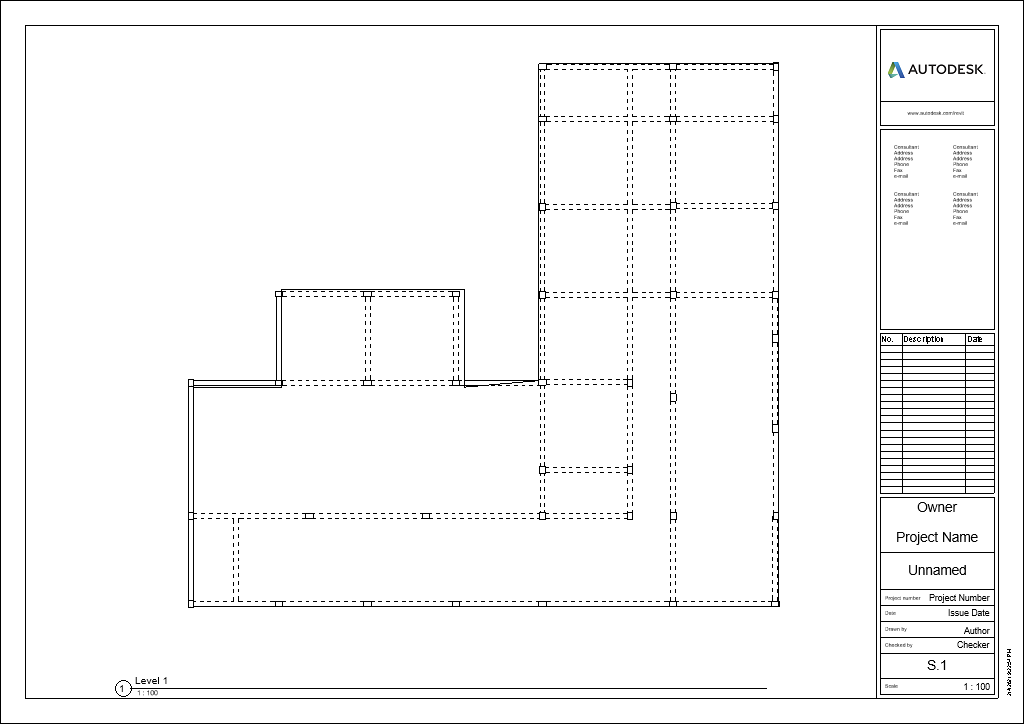 AUTODESK
www.autodesk.com/revit
Consultant
Address
Address
Phone
Fax
e-mail
Consultant
Address
Address
Phone
Fax
e-mail
Consultant
Address
Address
Phone
Fax
e-mail
Consultant
Address
Address
Phone
Fax
e-mail
No. Description Date
Owner
Project Name
Unnamed
Project number Project Number
Date Issue Date
Drawn by Author
Checked by Checker
S.1
Scale 1 : 100
1 Level 1
1 : 100